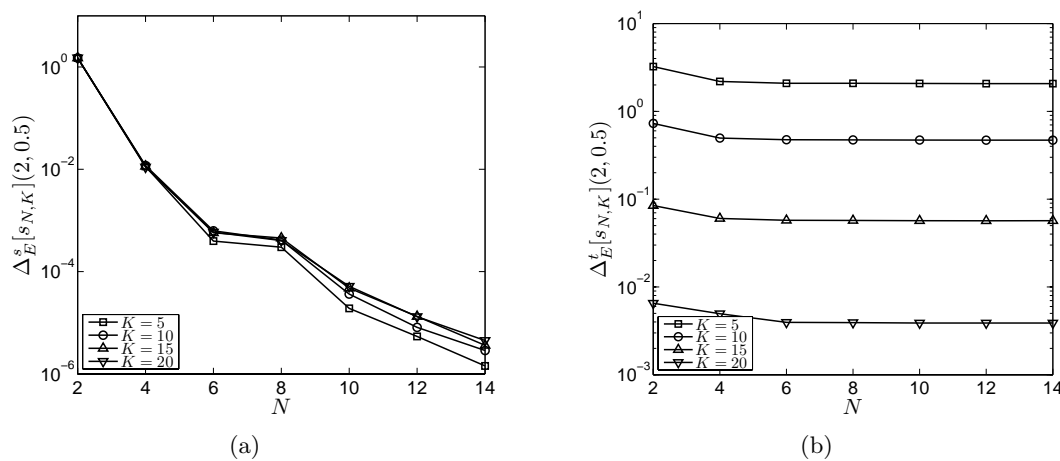 10^0
10^{-2}
10^{-4}
10^{-6}
Δ_E^s[s_{N,K}](2, 0.5)
K = 5
K = 10
K = 15
K = 20
2 4 6 8 10 12 14
N
(a)
10^1
10^0
10^{-1}
10^{-2}
10^{-3}
Δ_E^t[s_{N,K}](2, 0.5)
K = 5
K = 10
K = 15
K = 20
2 4 6 8 10 12 14
N
(b)